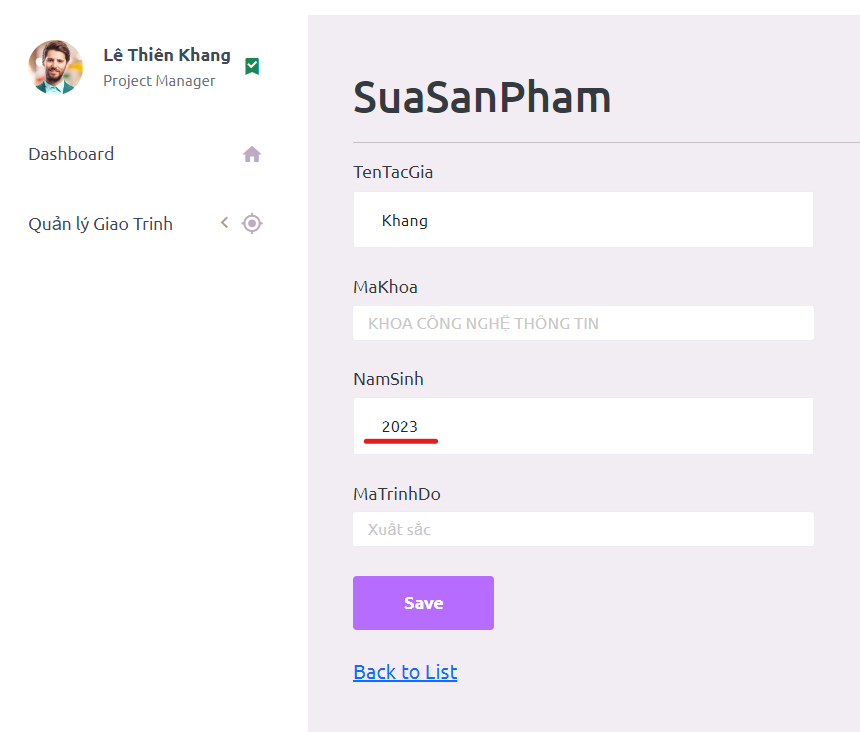 Lê Thiên Khang
Project Manager
Dashboard
Quản lý Giao Trinh
SuaSanPham
TenTacGia
Khang
MaKhoa
KHOA CÔNG NGHỆ THÔNG TIN
NamSinh
2023
MaTrinhDo
Xuất sắc
Save
Back to List